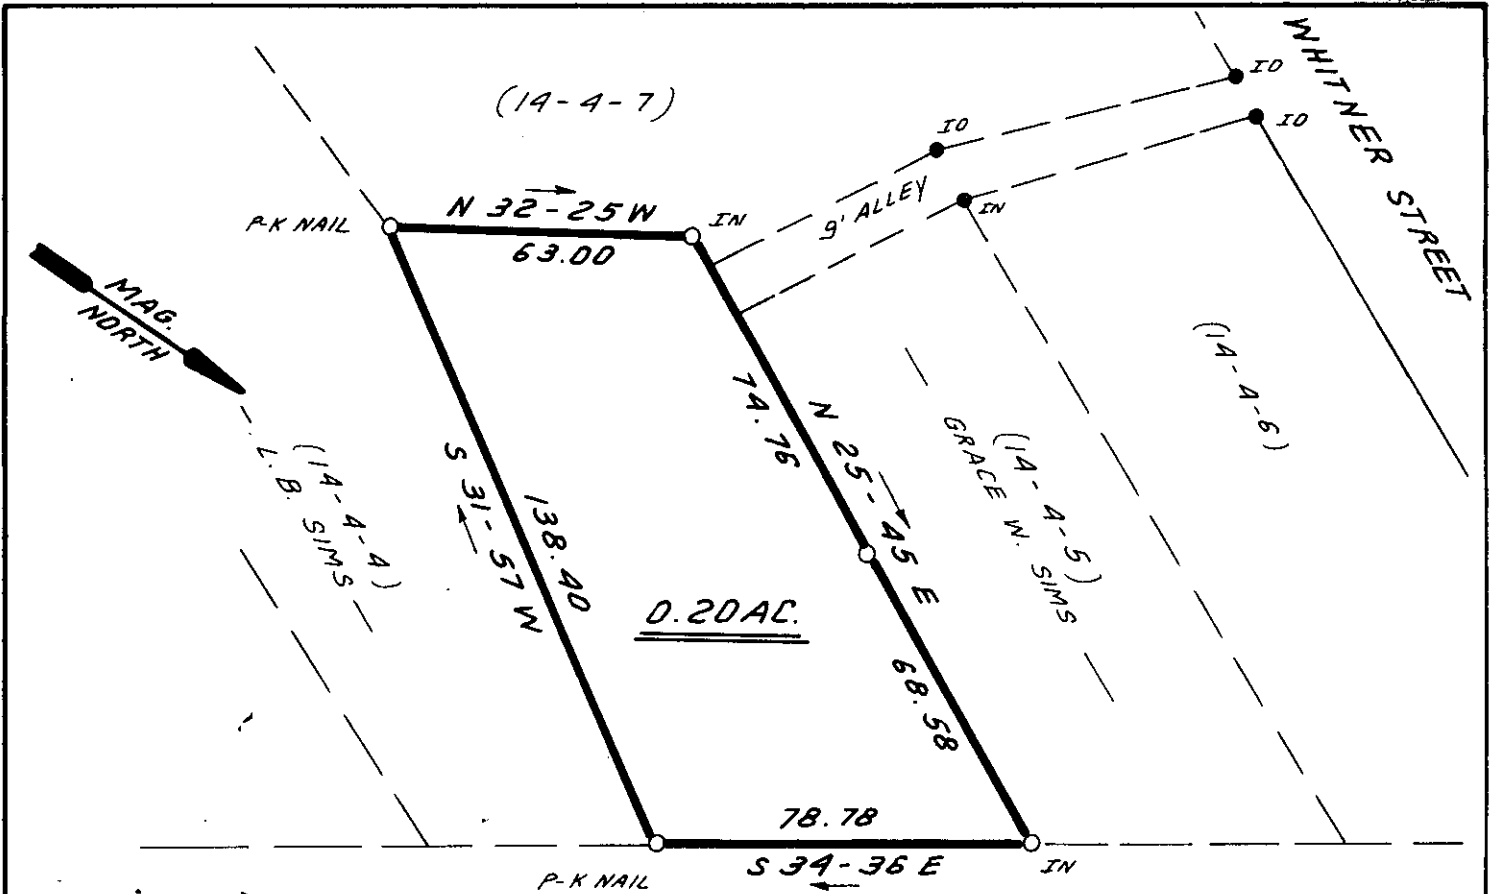 WHITNER STREET
IO
IO
(14-4-7)
IO
9' ALLEY
IN
N 32-25 W
63.00
P-K NAIL
IN
MAG.
NORTH
74.76
N 25-45 E
68.58
(14-4-6)
(14-4-5)
GRACE W. SIMS
(14-4-4)
L.B. SIMS
S 31-57 W
138.40
0.20 AC.
78.78
S 34-36 E
P-K NAIL
IN